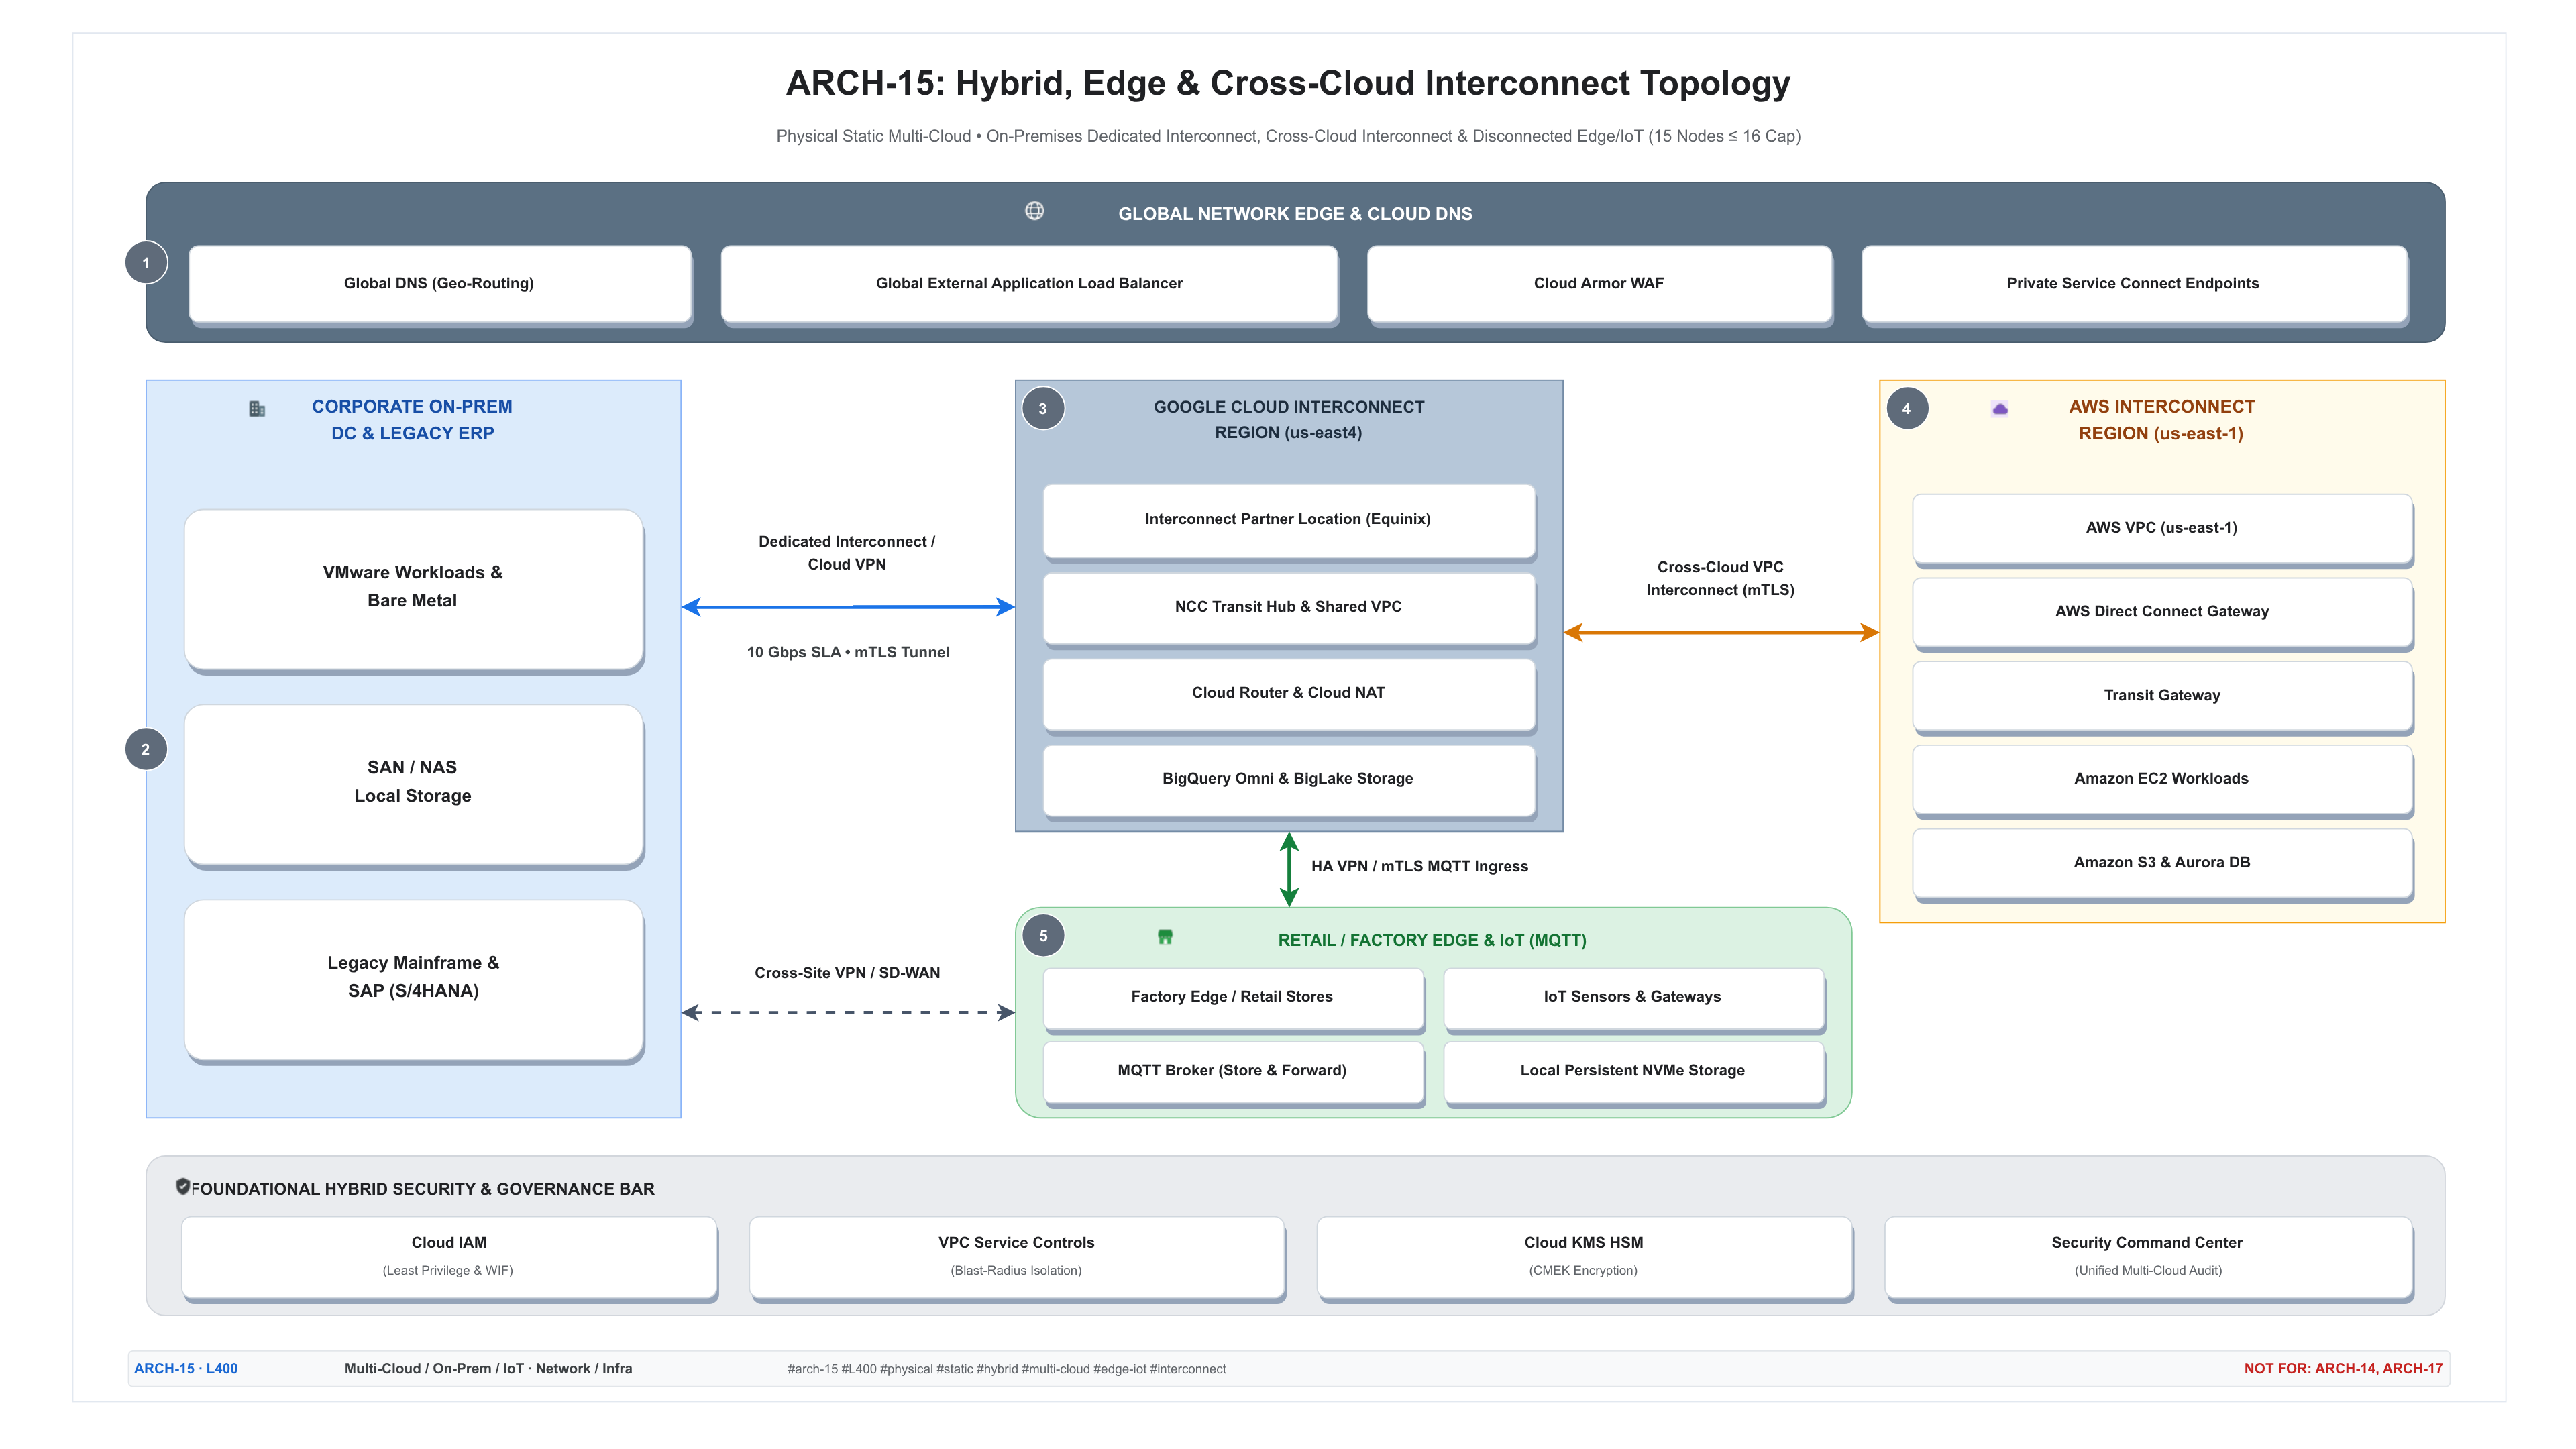 ARCH-15: Hybrid, Edge & Cross-Cloud Interconnect Topology
Physical Static Multi-Cloud • On-Premises Dedicated Interconnect, Cross-Cloud Interconnect & Disconnected Edge/IoT (15 Nodes ≤ 16 Cap)
GLOBAL NETWORK EDGE & CLOUD DNS
1
Global DNS (Geo-Routing)
Global External Application Load Balancer
Cloud Armor WAF
Private Service Connect Endpoints
CORPORATE ON-PREM
DC & LEGACY ERP
2
VMware Workloads &
Bare Metal
SAN / NAS
Local Storage
Legacy Mainframe &
SAP (S/4HANA)
Dedicated Interconnect /
Cloud VPN
10 Gbps SLA • mTLS Tunnel
Cross-Site VPN / SD-WAN
3
GOOGLE CLOUD INTERCONNECT
REGION (us-east4)
Interconnect Partner Location (Equinix)
NCC Transit Hub & Shared VPC
Cloud Router & Cloud NAT
BigQuery Omni & BigLake Storage
HA VPN / mTLS MQTT Ingress
Cross-Cloud VPC
Interconnect (mTLS)
4
AWS INTERCONNECT
REGION (us-east-1)
AWS VPC (us-east-1)
AWS Direct Connect Gateway
Transit Gateway
Amazon EC2 Workloads
Amazon S3 & Aurora DB
5
RETAIL / FACTORY EDGE & IoT (MQTT)
Factory Edge / Retail Stores
IoT Sensors & Gateways
MQTT Broker (Store & Forward)
Local Persistent NVMe Storage
FOUNDATIONAL HYBRID SECURITY & GOVERNANCE BAR
Cloud IAM
(Least Privilege & WIF)
VPC Service Controls
(Blast-Radius Isolation)
Cloud KMS HSM
(CMEK Encryption)
Security Command Center
(Unified Multi-Cloud Audit)
ARCH-15 · L400
Multi-Cloud / On-Prem / IoT · Network / Infra
#arch-15 #L400 #physical #static #hybrid #multi-cloud #edge-iot #interconnect
NOT FOR: ARCH-14, ARCH-17